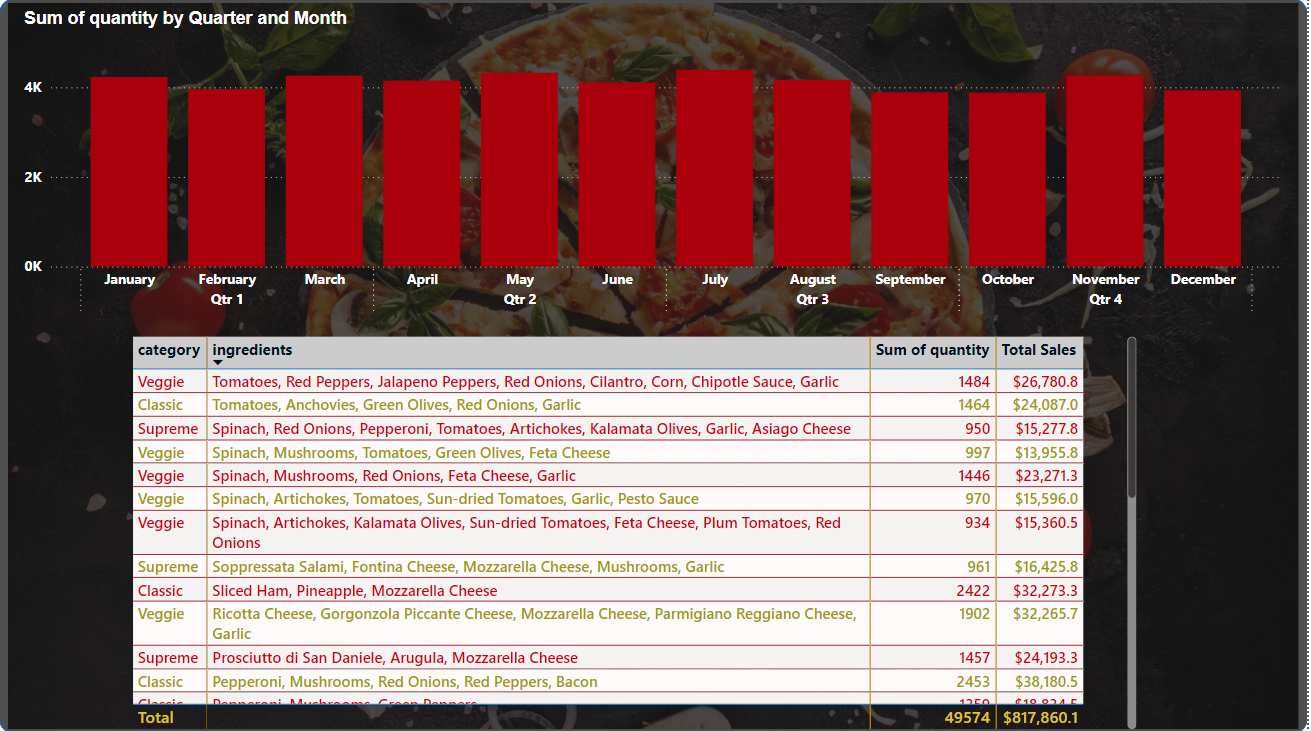 Sum of quantity by Quarter and Month
4K
2K
0K
January February March April May June July August September October November December
Qtr 1 Qtr 2 Qtr 3 Qtr 4
category ingredients Sum of quantity Total Sales
Veggie Tomatoes, Red Peppers, Jalapeno Peppers, Red Onions, Cilantro, Corn, Chipotle Sauce, Garlic 1484 $26,780.8
Classic Tomatoes, Anchovies, Green Olives, Red Onions, Garlic 1464 $24,087.0
Supreme Spinach, Red Onions, Pepperoni, Tomatoes, Artichokes, Kalamata Olives, Garlic, Asiago Cheese 950 $15,277.8
Veggie Spinach, Mushrooms, Tomatoes, Green Olives, Feta Cheese 997 $13,955.8
Veggie Spinach, Mushrooms, Red Onions, Feta Cheese, Garlic 1446 $23,271.3
Veggie Spinach, Artichokes, Tomatoes, Sun-dried Tomatoes, Garlic, Pesto Sauce 970 $15,596.0
Veggie Spinach, Artichokes, Kalamata Olives, Sun-dried Tomatoes, Feta Cheese, Plum Tomatoes, Red 934 $15,360.5
Onions
Supreme Soppressata Salami, Fontina Cheese, Mozzarella Cheese, Mushrooms, Garlic 961 $16,425.8
Classic Sliced Ham, Pineapple, Mozzarella Cheese 2422 $32,273.3
Veggie Ricotta Cheese, Gorgonzola Piccante Cheese, Mozzarella Cheese, Parmigiano Reggiano Cheese, 1902 $32,265.7
Garlic
Supreme Prosciutto di San Daniele, Arugula, Mozzarella Cheese 1457 $24,193.3
Classic Pepperoni, Mushrooms, Red Onions, Red Peppers, Bacon 2453 $38,180.5
Classic Pepperoni, Mushrooms, Green Peppers
Total 49574 $817,860.1